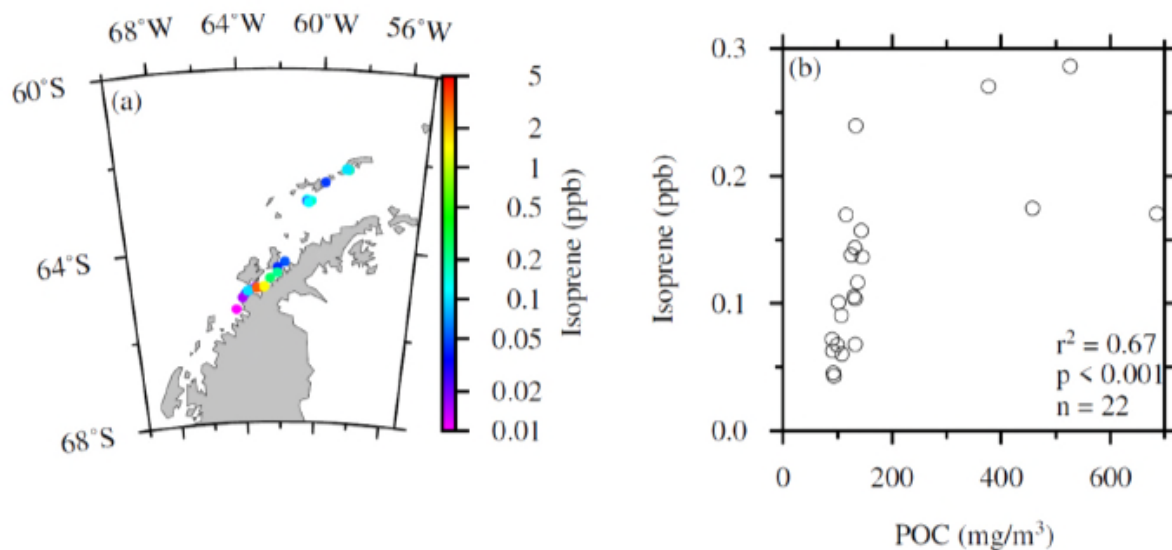 68°W 64°W 60°W 56°W
60°S
64°S
68°S
(a)
5
2
1
0.5
0.2
0.1
0.05
0.02
0.01
Isoprene (ppb)
(b)
0.3
0.2
0.1
0.0
Isoprene (ppb)
r² = 0.67
p < 0.001
n = 22
0 200 400 600
POC (mg/m³)